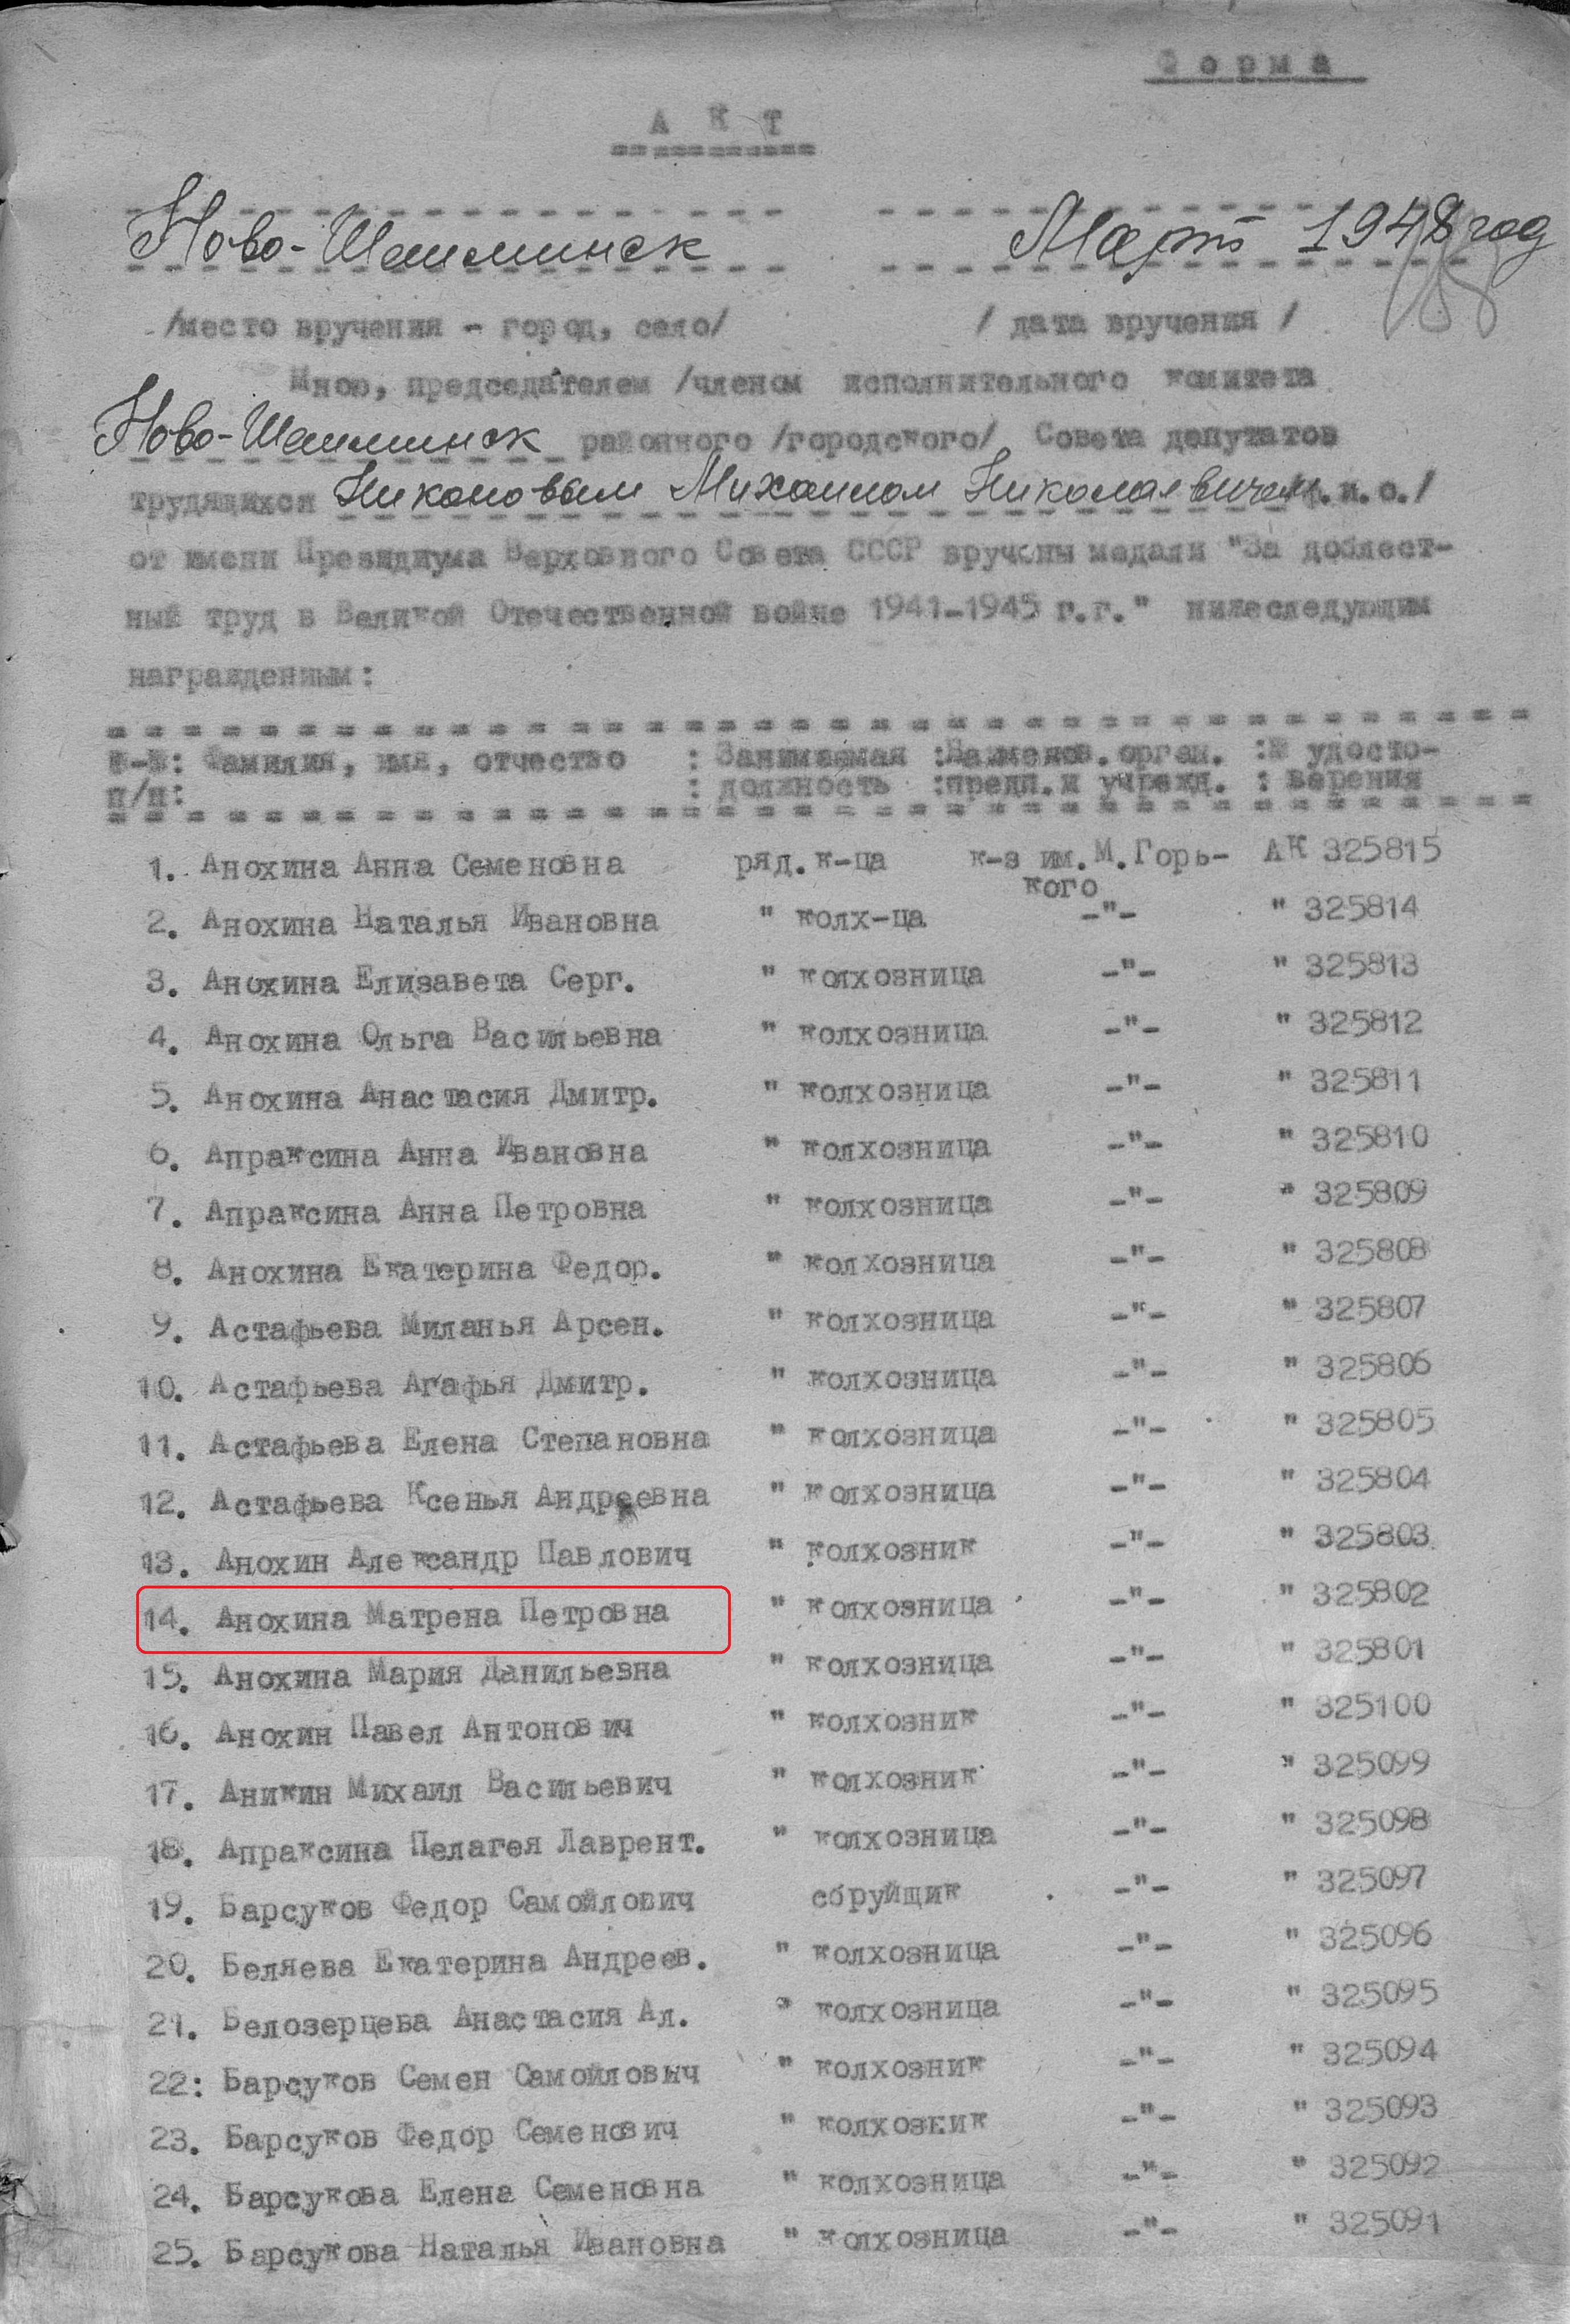 Форма
АКТ
Ново-Шешминск Март 1948 год
/место вручения - город, село/ / дата вручения /
Мною, председателем /членом исполнительного комитета
Ново-Шешминск районного /городского/ Совета депутатов
трудящихся Никоновым Михаилом Николаевичем /ф.и.о./
от имени Президиума Верховного Совета СССР вручены медали "За доблест-
ный труд в Великой Отечественной войне 1941-1945 г.г." нижеследующим
награжденным:
№-№: Фамилия, имя, отчество : Занимаемая :Наименов. орган. :№ удосто-
п/п: : должность :предп. и учрежд. : верения
1. Анохина Анна Семеновна ряд. к-ца к-з им. М. Горь- АК 325815
кого
2. Анохина Наталья Ивановна " колх-ца -"- " 325814
3. Анохина Елизавета Серг. " колхозница -"- " 325813
4. Анохина Ольга Васильевна " колхозница -"- " 325812
5. Анохина Анастасия Дмитр. " колхозница -"- " 325811
6. Апраксина Анна Ивановна " колхозница -"- " 325810
7. Апраксина Анна Петровна " колхозница -"- " 325809
8. Анохина Екатерина Федор. " колхозница -"- " 325808
9. Астафьева Миланья Арсен. " колхозница -"- " 325807
10. Астафьева Агафья Дмитр. " колхозница -"- " 325806
11. Астафьева Елена Степановна " колхозница -"- " 325805
12. Астафьева Ксенья Андреевна " колхозница -"- " 325804
13. Анохин Александр Павлович " колхозник -"- " 325803
14. Анохина Матрена Петровна " колхозница -"- " 325802
15. Анохина Мария Данильевна " колхозница -"- " 325801
16. Анохин Павел Антонович " колхозник -"- " 325100
17. Аникин Михаил Васильевич " колхозник -"- " 325099
18. Апраксина Пелагея Лаврент. " колхозница -"- " 325098
19. Барсуков Федор Самойлович сбруйщик -"- " 325097
20. Беляева Екатерина Андреев. " колхозница -"- " 325096
21. Белозерцева Анастасия Ал. " колхозница -"- " 325095
22: Барсуков Семен Самойловыч " колхозник -"- " 325094
23. Барсуков Федор Семенович " колхозник -"- " 325093
24. Барсукова Елена Семеновна " колхозница -"- " 325092
25. Барсукова Наталья Ивановна " колхозница -"- " 325091